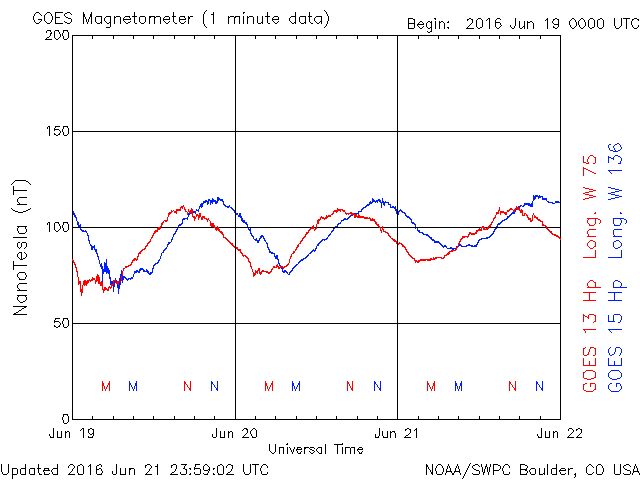 GOES Magnetometer (1 minute data)
Begin: 2016 Jun 19 0000 UTC
200
150
100
50
0
NanoTesla (nT)
M M N N M M N N M M N N
Jun 19 Jun 20 Jun 21 Jun 22
Universal Time
GOES 13 Hp Long. W 75
GOES 15 Hp Long. W 136
Updated 2016 Jun 21 23:59:02 UTC
NOAA/SWPC Boulder, CO USA